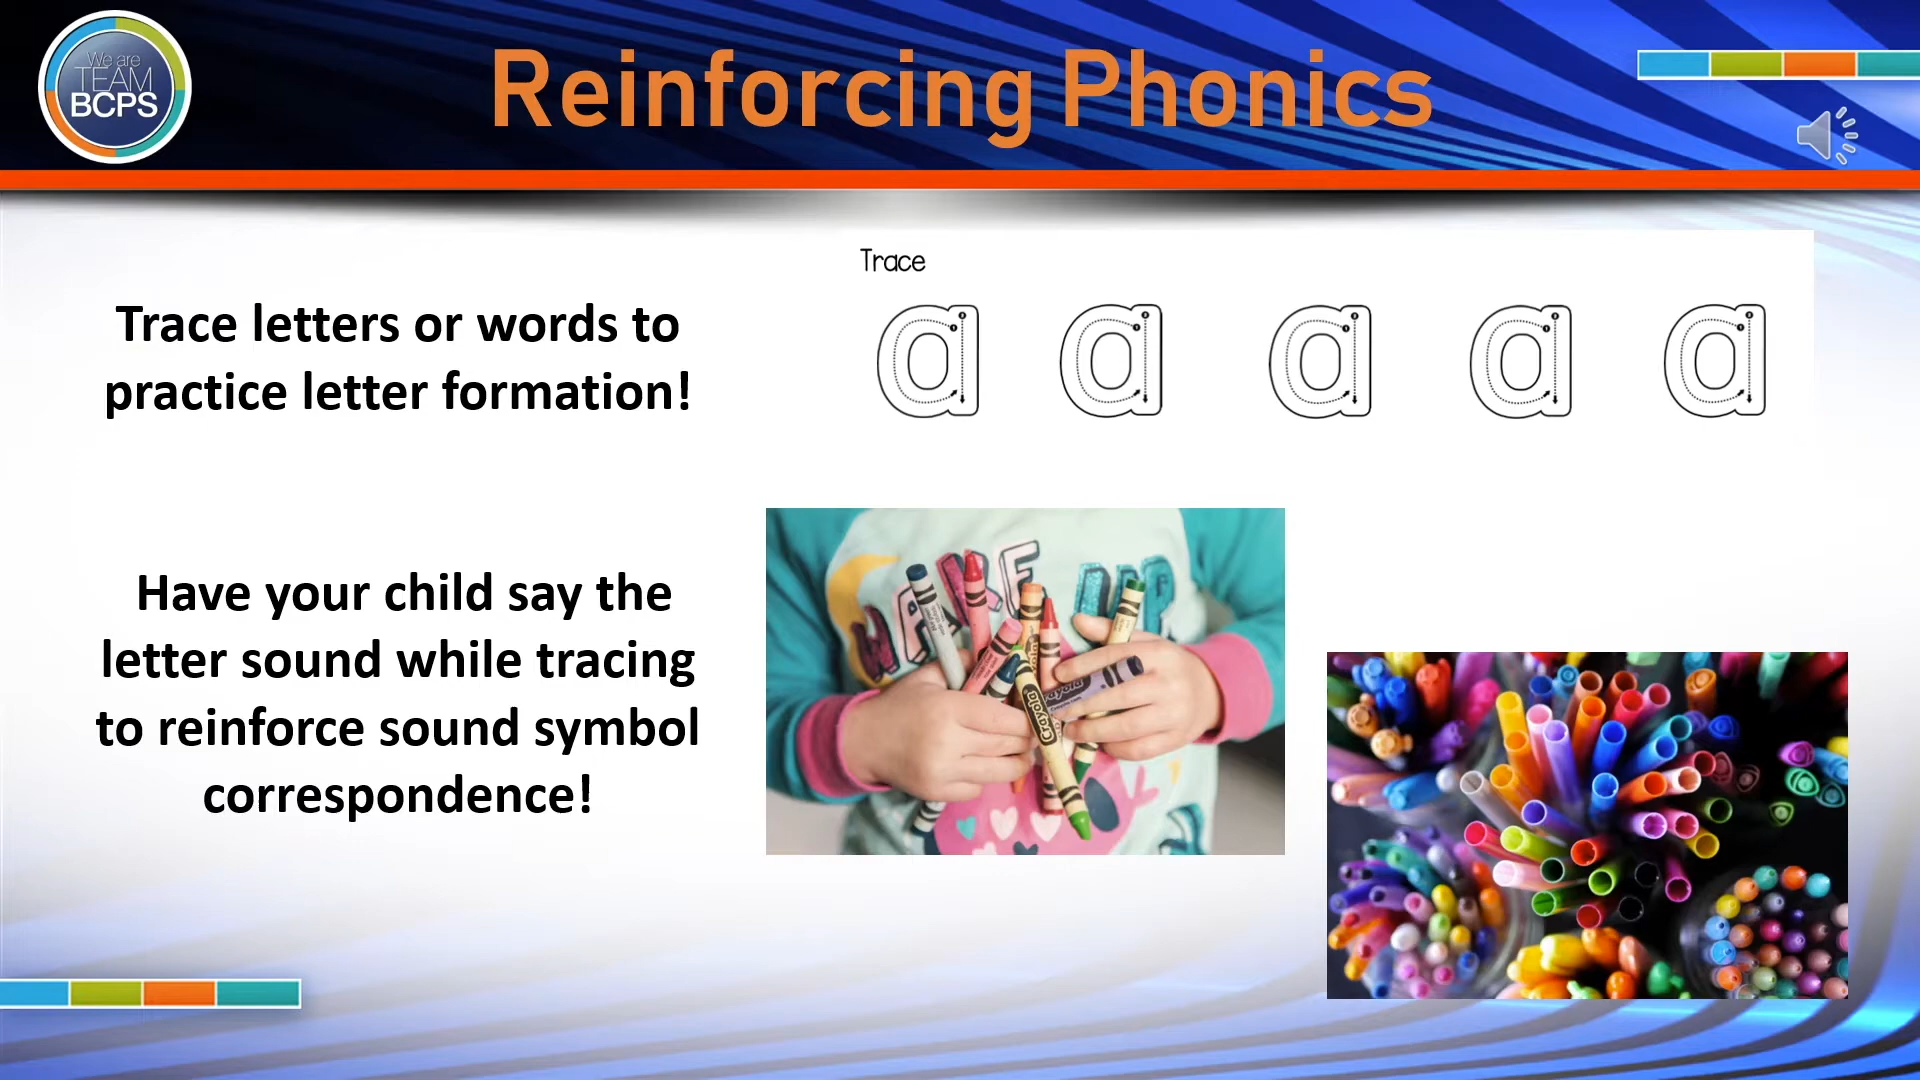 We are
TEAM
BCPS
Reinforcing Phonics
Trace
a a a a a
Trace letters or words to
practice letter formation!
Have your child say the
letter sound while tracing
to reinforce sound symbol
correspondence!
Crayola